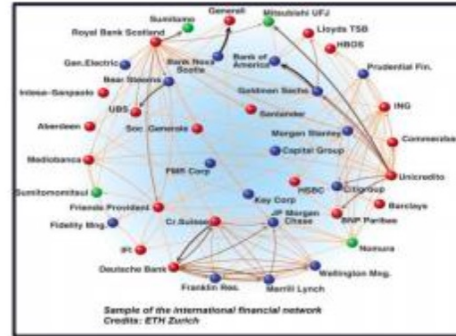 Sumitomo
Generali
Mitsubishi UFJ
Royal Bank Scotland
Lloyds TSB
HBOS
Gen.Electric
Bank Nova
Scotia
Bank of
America
Prudential Fin.
Bear Stearns
Goldman Sachs
Intesa-Sanpaolo
UBS
Santander
ING
Aberdeen
Soc.Generale
Morgan Stanley
Commerzbank
Mediobanca
Capital Group
FMR Corp
Unicredito
HSBC
Citigroup
Sumitomomitsui
Key Corp
Barclays
Friends Provident
BNP Paribas
Fidelity Mng.
Cr.Suisse
JP Morgan
Chase
IFI
Nomura
Deutsche Bank
Wellington Mng.
Franklin Res.
Merrill Lynch
Sample of the international financial network
Credits: ETH Zurich